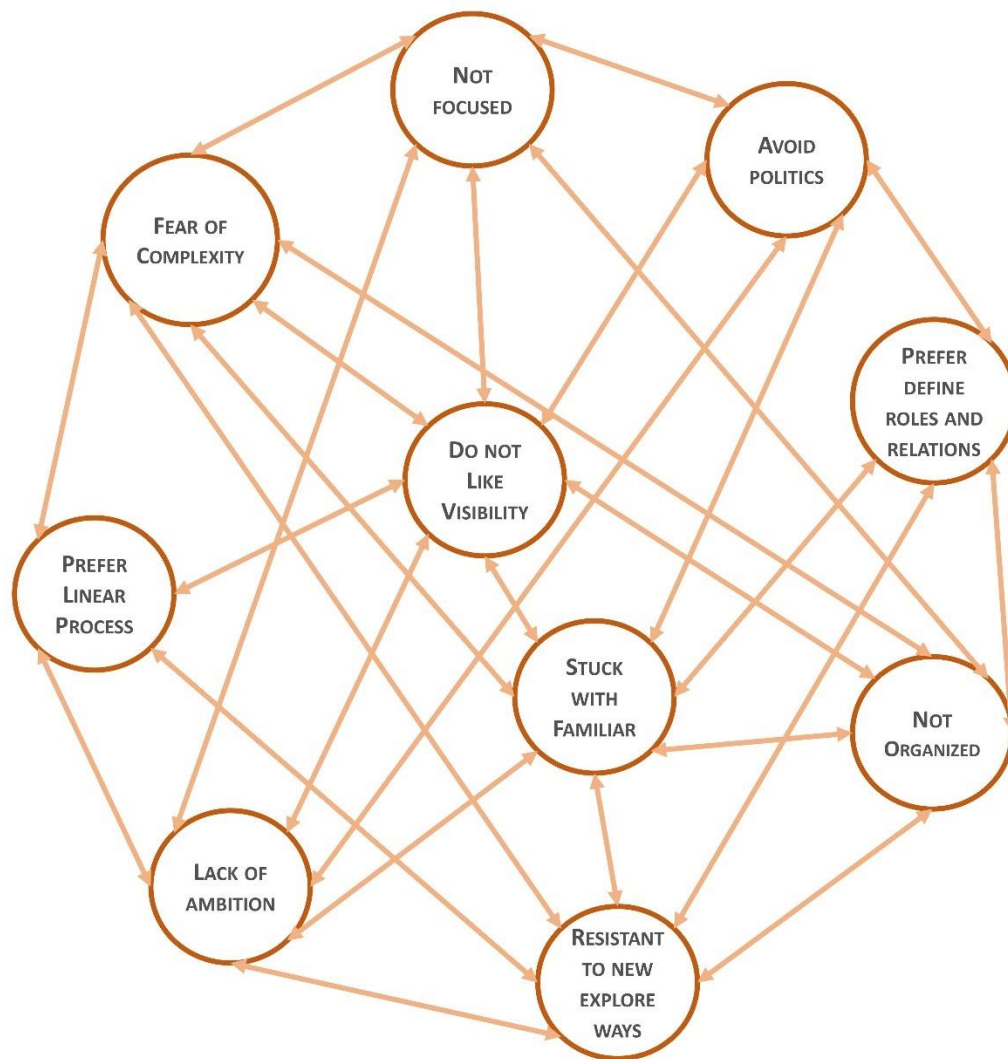 Not
focused
Avoid
politics
Fear of
Complexity
Prefer
define
roles and
relations
Do not
Like
Visibility
Prefer
Linear
Process
Stuck
with
Familiar
Not
Organized
Lack of
ambition
Resistant
to new
explore
ways